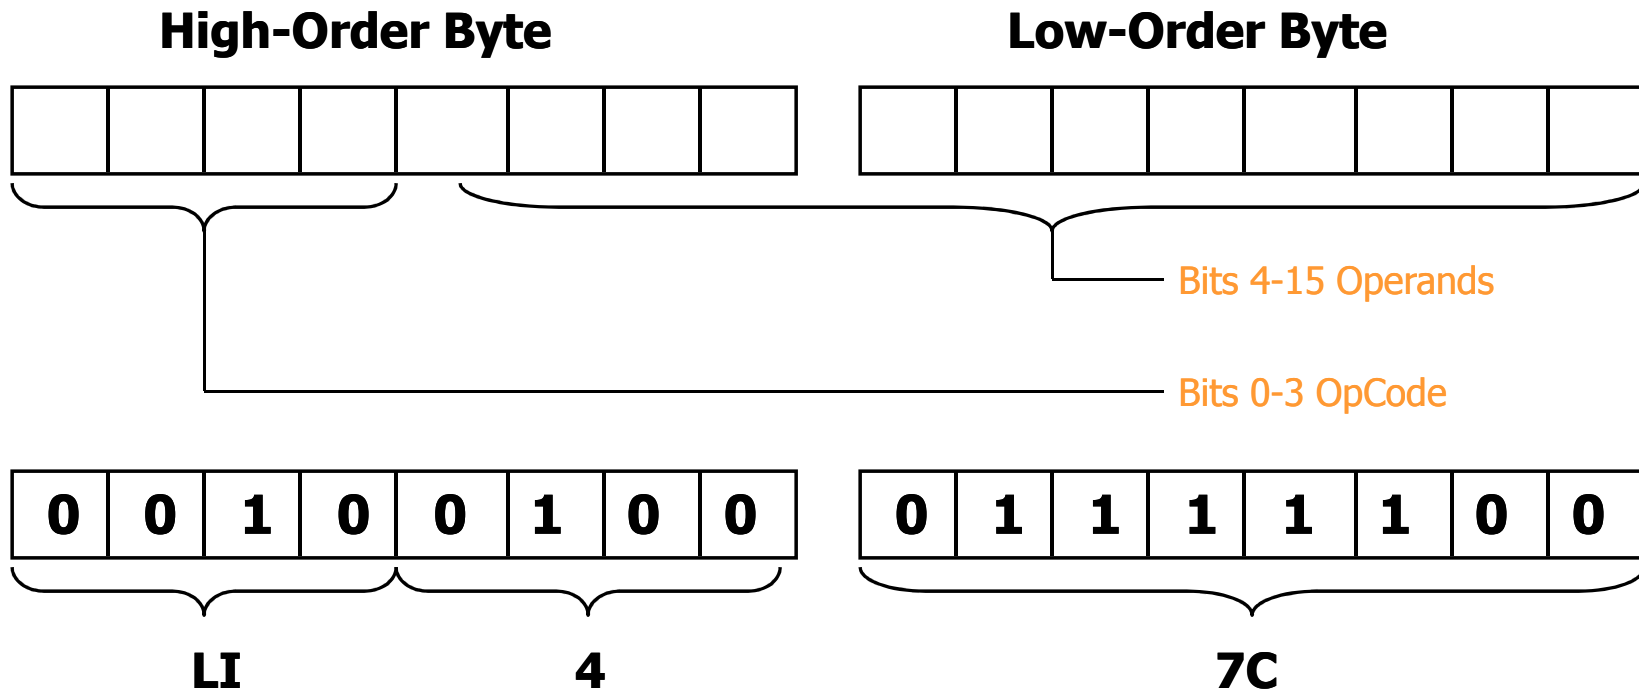 High-Order Byte Low-Order Byte
Bits 4-15 Operands
Bits 0-3 OpCode
0 0 1 0 0 1 0 0 0 1 1 1 1 1 0 0
LI 4 7C